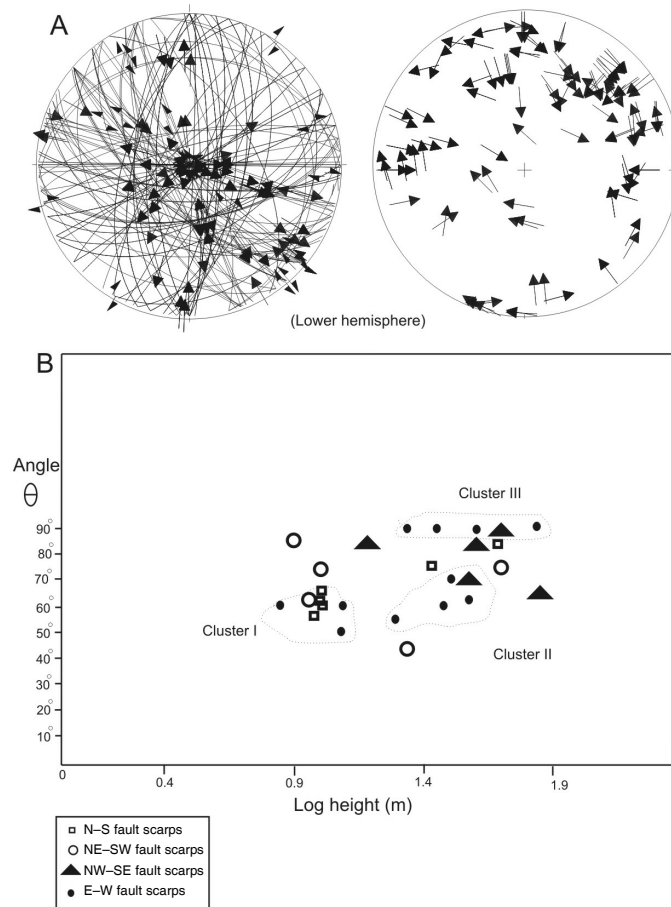 A
(Lower hemisphere)
B
Angle
θ
Cluster III
90°
80°
70°
60°
50°
40°
30°
20°
10°
Cluster I
Cluster II
0 0.4 0.9 1.4 1.9
Log height (m)
N–S fault scarps
NE–SW fault scarps
NW–SE fault scarps
E–W fault scarps